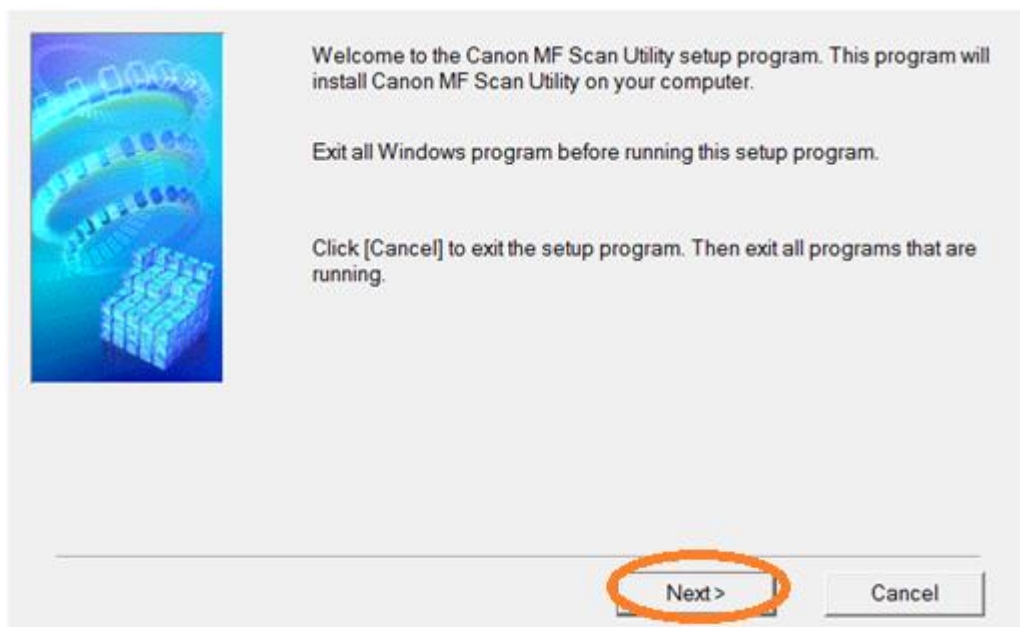 Welcome to the Canon MF Scan Utility setup program. This program will
install Canon MF Scan Utility on your computer.
Exit all Windows program before running this setup program.
Click [Cancel] to exit the setup program. Then exit all programs that are
running.
Next >
Cancel